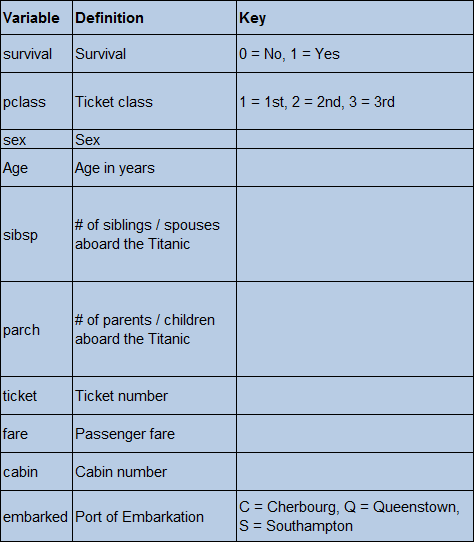 Variable Definition Key
survival Survival 0 = No, 1 = Yes
pclass Ticket class 1 = 1st, 2 = 2nd, 3 = 3rd
sex Sex
Age Age in years
sibsp # of siblings / spouses
aboard the Titanic
parch # of parents / children
aboard the Titanic
ticket Ticket number
fare Passenger fare
cabin Cabin number
embarked Port of Embarkation C = Cherbourg, Q = Queenstown,
S = Southampton